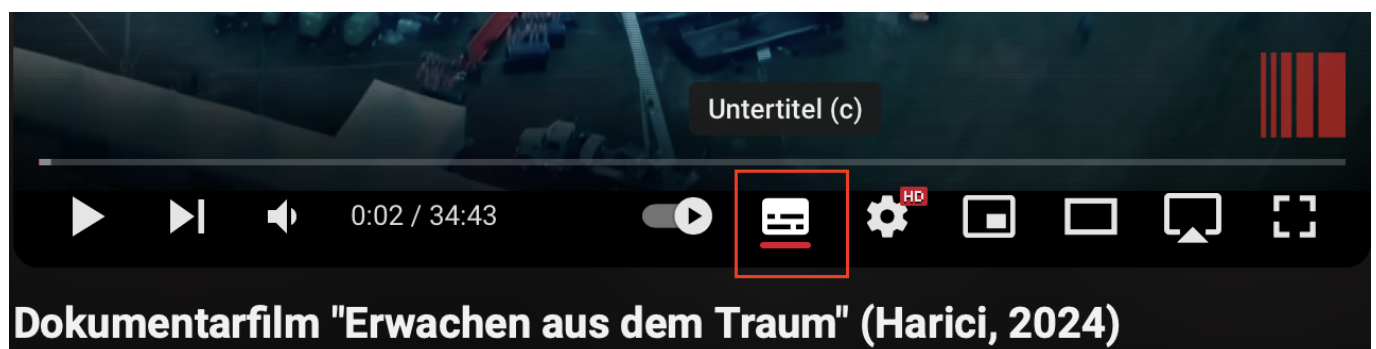 Untertitel (c)
0:02 / 34:43
HD
Dokumentarfilm "Erwachen aus dem Traum" (Harici, 2024)